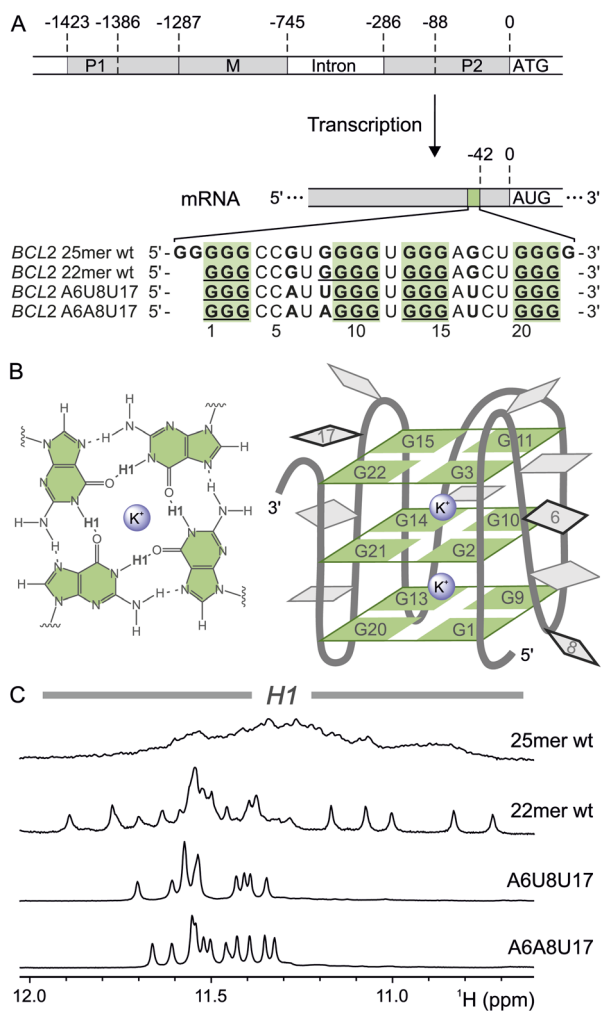 A
-1423 -1386 -1287 -745 -286 -88 0
P1 M Intron P2 ATG
Transcription
-42 0
mRNA 5' ··· AUG ··· 3'
BCL2 25mer wt 5'-GGGGGCCGUGGGGUGGGAGCUGGGG-3'
BCL2 22mer wt 5'- GGGCCGUGGGGUGGGAGCUGGG -3'
BCL2 A6U8U17 5'- GGGCCAUUGGGUGGGAUCUGGG -3'
BCL2 A6A8U17 5'- GGGCCAUAGGGUGGGAUCUGGG -3'
1 5 10 15 20
B
H
N
H
N
N
N
N
H
N
H
N
N
H1
O
O
N
N
H
N
H
N
H1
K⁺
H1
N
H
H
N
N
O
H1
O
N
N
N
H
N
N
N
H
N
H
N
N
H
17
G15 G11
G22 G3
3'
K⁺
G14 G10 6
G21 G2
K⁺
G13 G9
G20 G1
5' 8
C
H1
25mer wt
22mer wt
A6U8U17
A6A8U17
12.0 11.5 11.0 ¹H (ppm)